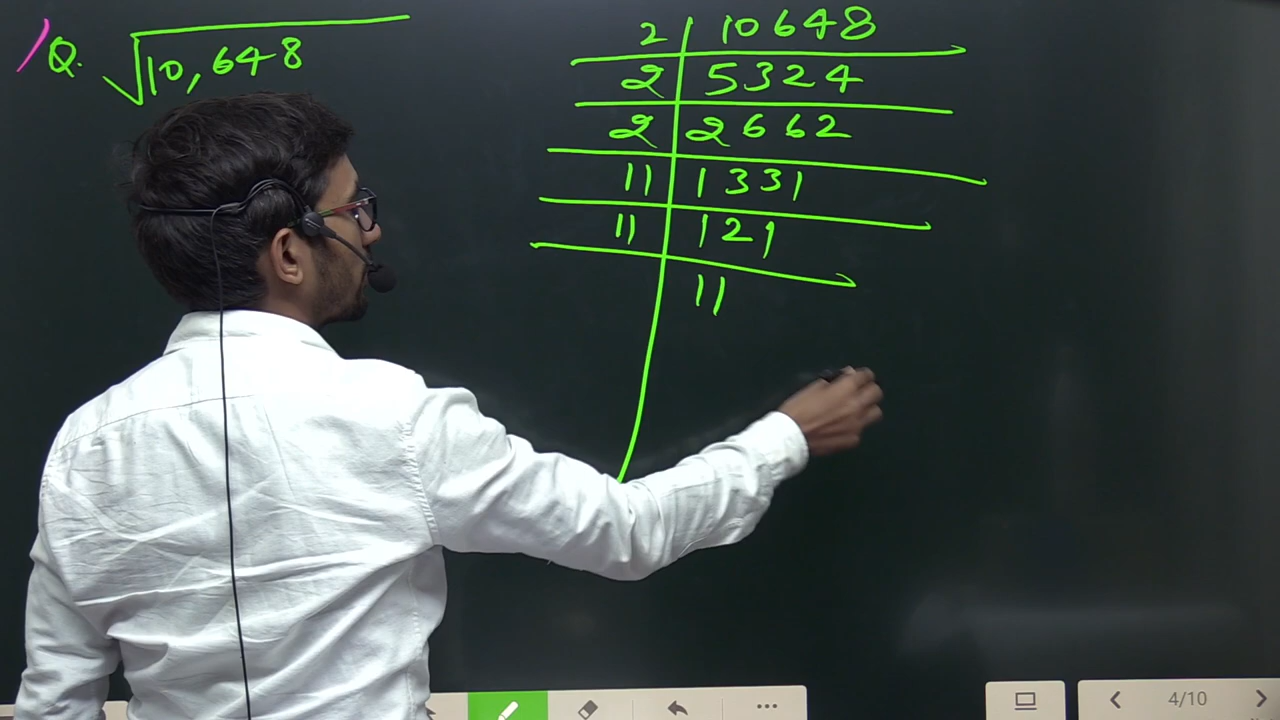 Q. √10,648
2 | 10648
2 | 5324
2 | 2662
11 | 1331
11 | 121
11
4/10